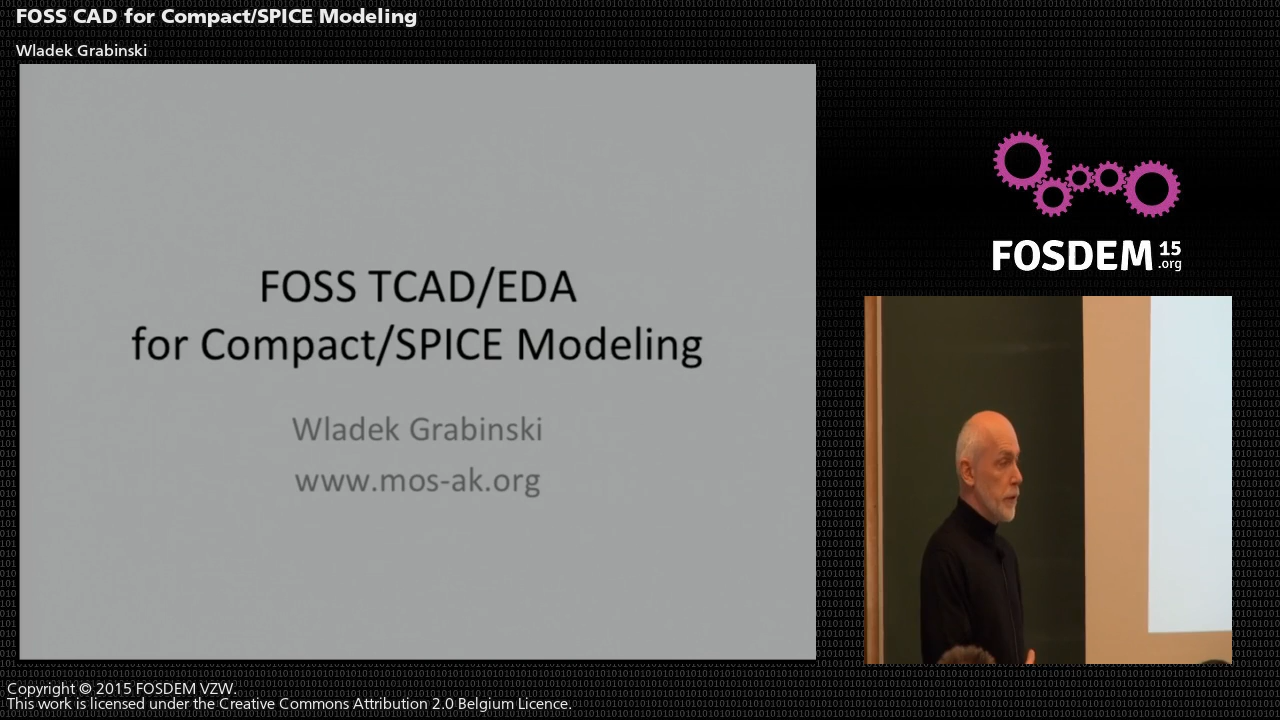 FOSS CAD for Compact/SPICE Modeling
Wladek Grabinski
FOSS TCAD/EDA
for Compact/SPICE Modeling
Wladek Grabinski
www.mos-ak.org
FOSDEM 15
.org
Copyright © 2015 FOSDEM VZW.
This work is licensed under the Creative Commons Attribution 2.0 Belgium Licence.